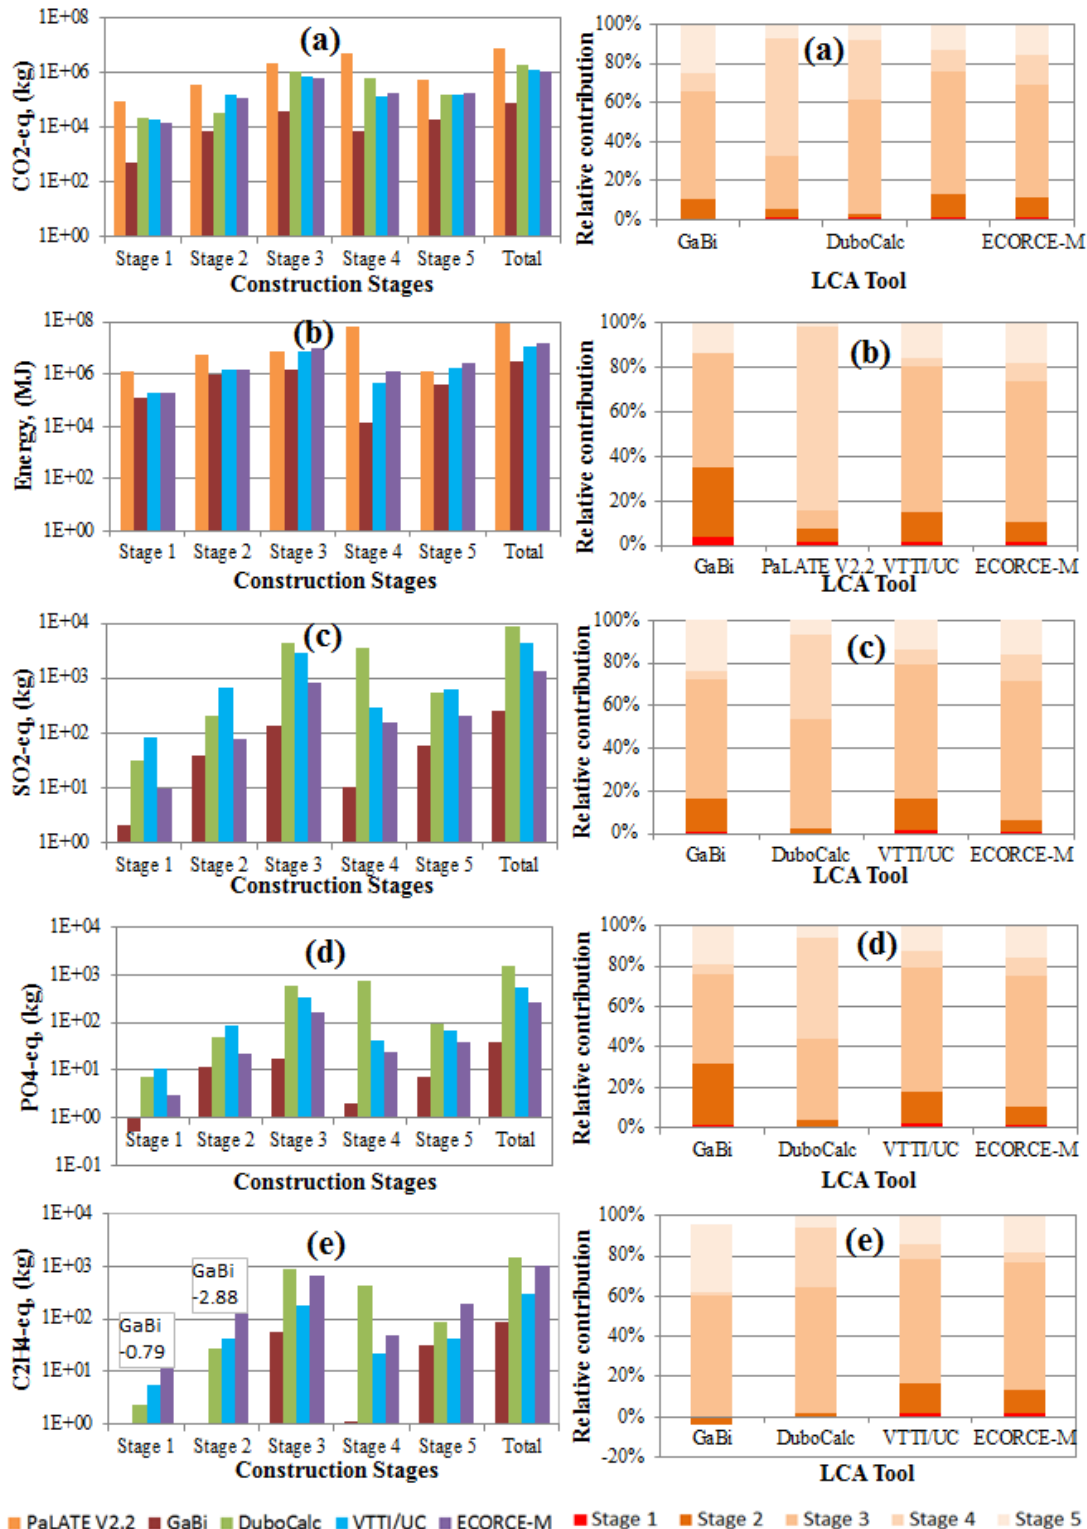 1E+08
1E+06
1E+04
1E+02
1E+00
CO2-eq, (kg)
(a)
Stage 1 Stage 2 Stage 3 Stage 4 Stage 5 Total
Construction Stages
100%
80%
60%
40%
20%
0%
Relative contribution
(a)
GaBi DuboCalc ECORCE-M
LCA Tool
1E+08
1E+06
1E+04
1E+02
1E+00
Energy, (MJ)
(b)
Stage 1 Stage 2 Stage 3 Stage 4 Stage 5 Total
Construction Stages
100%
80%
60%
40%
20%
0%
Relative contribution
(b)
GaBi PaLATE V2.2 VTTI/UC ECORCE-M
LCA Tool
1E+04
1E+03
1E+02
1E+01
1E+00
SO2-eq, (kg)
(c)
Stage 1 Stage 2 Stage 3 Stage 4 Stage 5 Total
Construction Stages
100%
80%
60%
40%
20%
0%
Relative contribution
(c)
GaBi DuboCalc VTTI/UC ECORCE-M
LCA Tool
1E+04
1E+03
1E+02
1E+01
1E+00
1E-01
PO4-eq, (kg)
(d)
Stage 1 Stage 2 Stage 3 Stage 4 Stage 5 Total
Construction Stages
100%
80%
60%
40%
20%
0%
Relative contribution
(d)
GaBi DuboCalc VTTI/UC ECORCE-M
LCA Tool
1E+04
1E+03
1E+02
1E+01
1E+00
C2H4-eq, (kg)
(e)
GaBi
-0.79
GaBi
-2.88
Stage 1 Stage 2 Stage 3 Stage 4 Stage 5 Total
Construction Stages
100%
80%
60%
40%
20%
0%
-20%
Relative contribution
(e)
GaBi DuboCalc VTTI/UC ECORCE-M
LCA Tool
PaLATE V2.2 GaBi DuboCalc VTTI/UC ECORCE-M
Stage 1 Stage 2 Stage 3 Stage 4 Stage 5